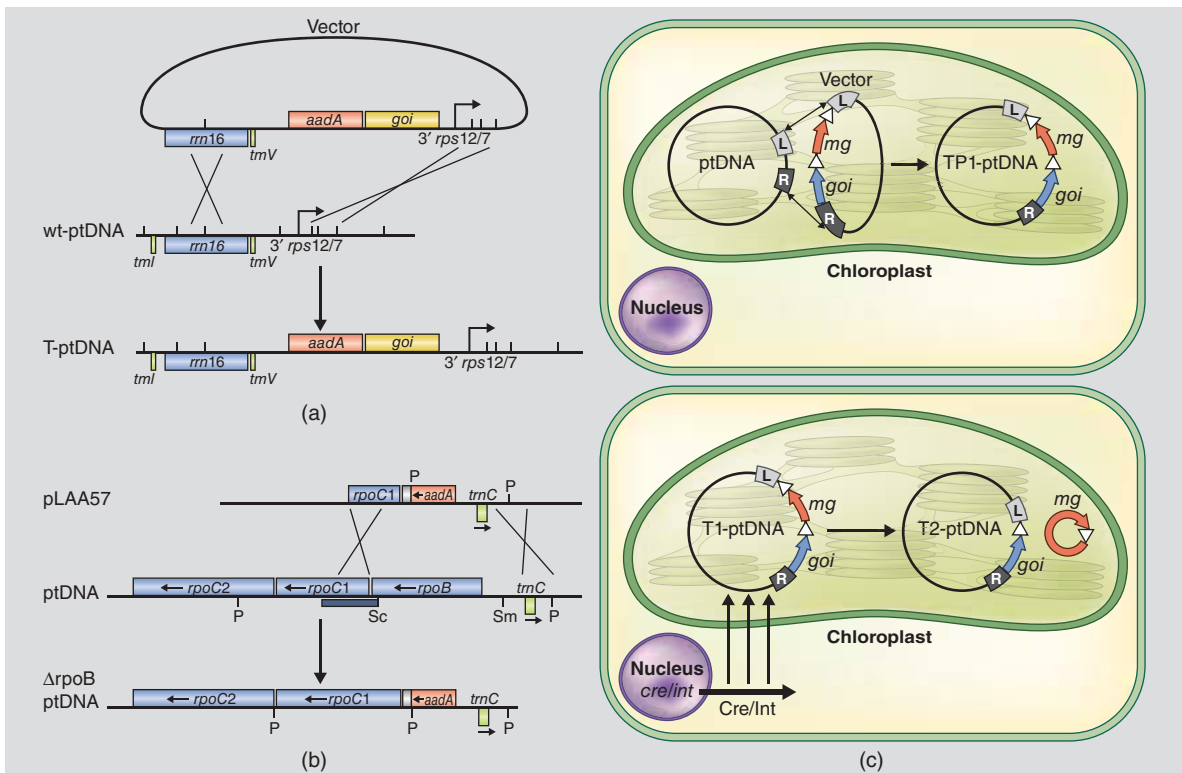 Vector
aadA goi
rrn16 trnV 3′ rps12/7
wt-ptDNA
trnI rrn16 trnV 3′ rps12/7
aadA goi
T-ptDNA
trnI rrn16 trnV 3′ rps12/7
(a)
P
pLAA57 rpoC1 aadA trnC P
ptDNA rpoC2 rpoC1 rpoB trnC
P Sc Sm P
ΔrpoB
ptDNA rpoC2 rpoC1 aadA trnC
P P P
(b)
Vector
L L
L mg mg
ptDNA TP1-ptDNA
R goi goi
R R
Chloroplast
Nucleus
L
mg L mg
T1-ptDNA T2-ptDNA
goi goi
R R
Chloroplast
Nucleus
cre/int
Cre/Int
(c)